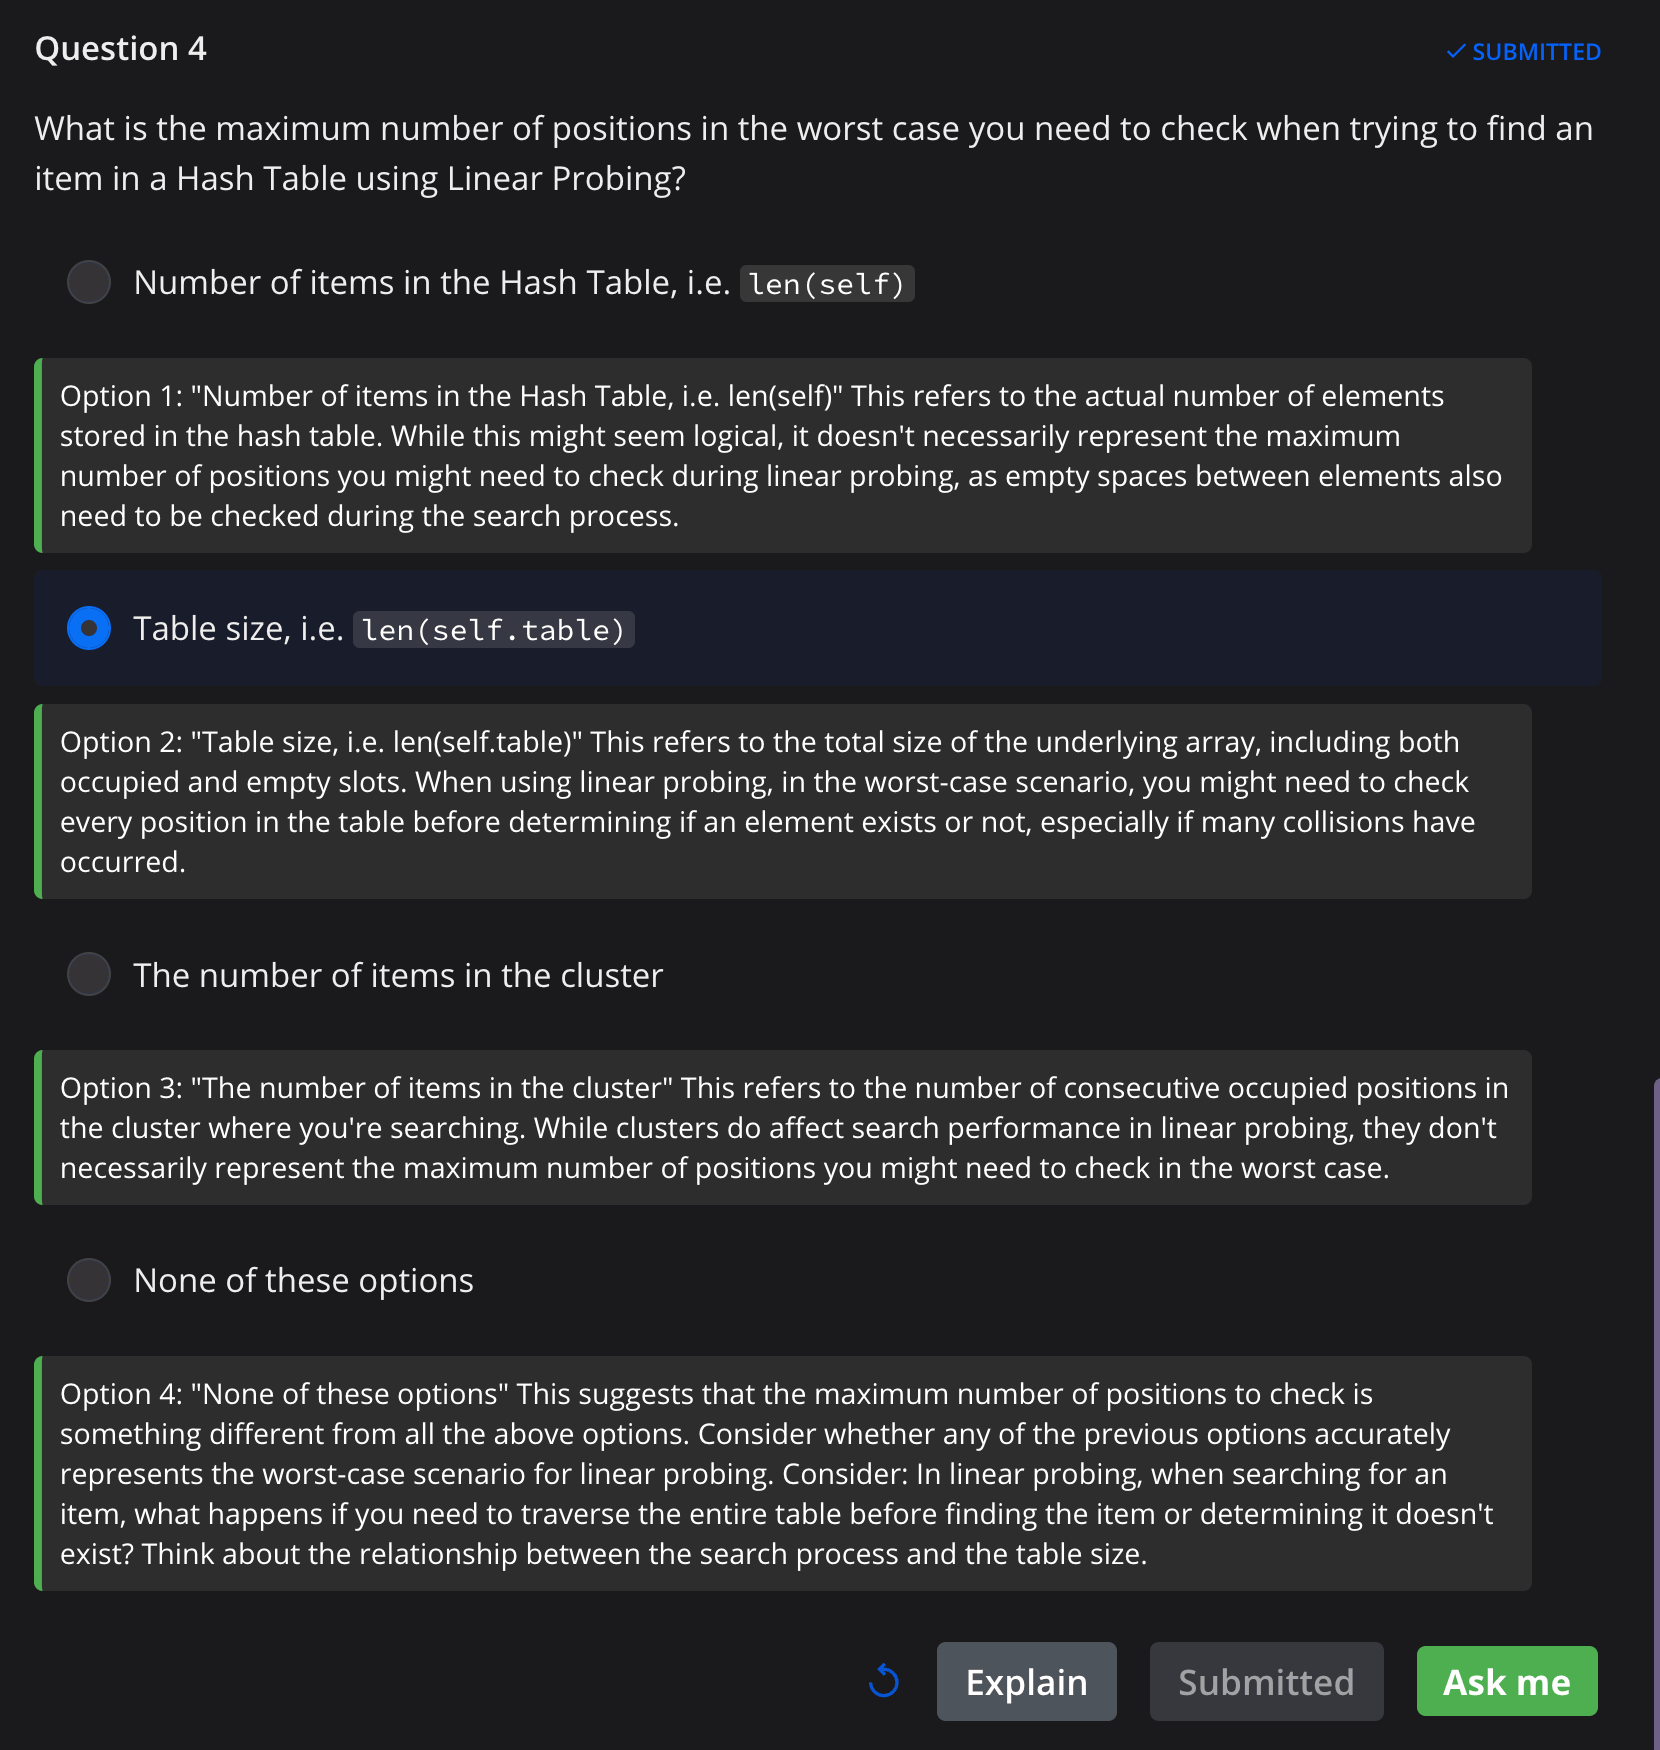 Question 4
✓ SUBMITTED
What is the maximum number of positions in the worst case you need to check when trying to find an
item in a Hash Table using Linear Probing?
Number of items in the Hash Table, i.e. len(self)
Option 1: "Number of items in the Hash Table, i.e. len(self)" This refers to the actual number of elements
stored in the hash table. While this might seem logical, it doesn't necessarily represent the maximum
number of positions you might need to check during linear probing, as empty spaces between elements also
need to be checked during the search process.
Table size, i.e. len(self.table)
Option 2: "Table size, i.e. len(self.table)" This refers to the total size of the underlying array, including both
occupied and empty slots. When using linear probing, in the worst-case scenario, you might need to check
every position in the table before determining if an element exists or not, especially if many collisions have
occurred.
The number of items in the cluster
Option 3: "The number of items in the cluster" This refers to the number of consecutive occupied positions in
the cluster where you're searching. While clusters do affect search performance in linear probing, they don't
necessarily represent the maximum number of positions you might need to check in the worst case.
None of these options
Option 4: "None of these options" This suggests that the maximum number of positions to check is
something different from all the above options. Consider whether any of the previous options accurately
represents the worst-case scenario for linear probing. Consider: In linear probing, when searching for an
item, what happens if you need to traverse the entire table before finding the item or determining it doesn't
exist? Think about the relationship between the search process and the table size.
Explain
Submitted
Ask me